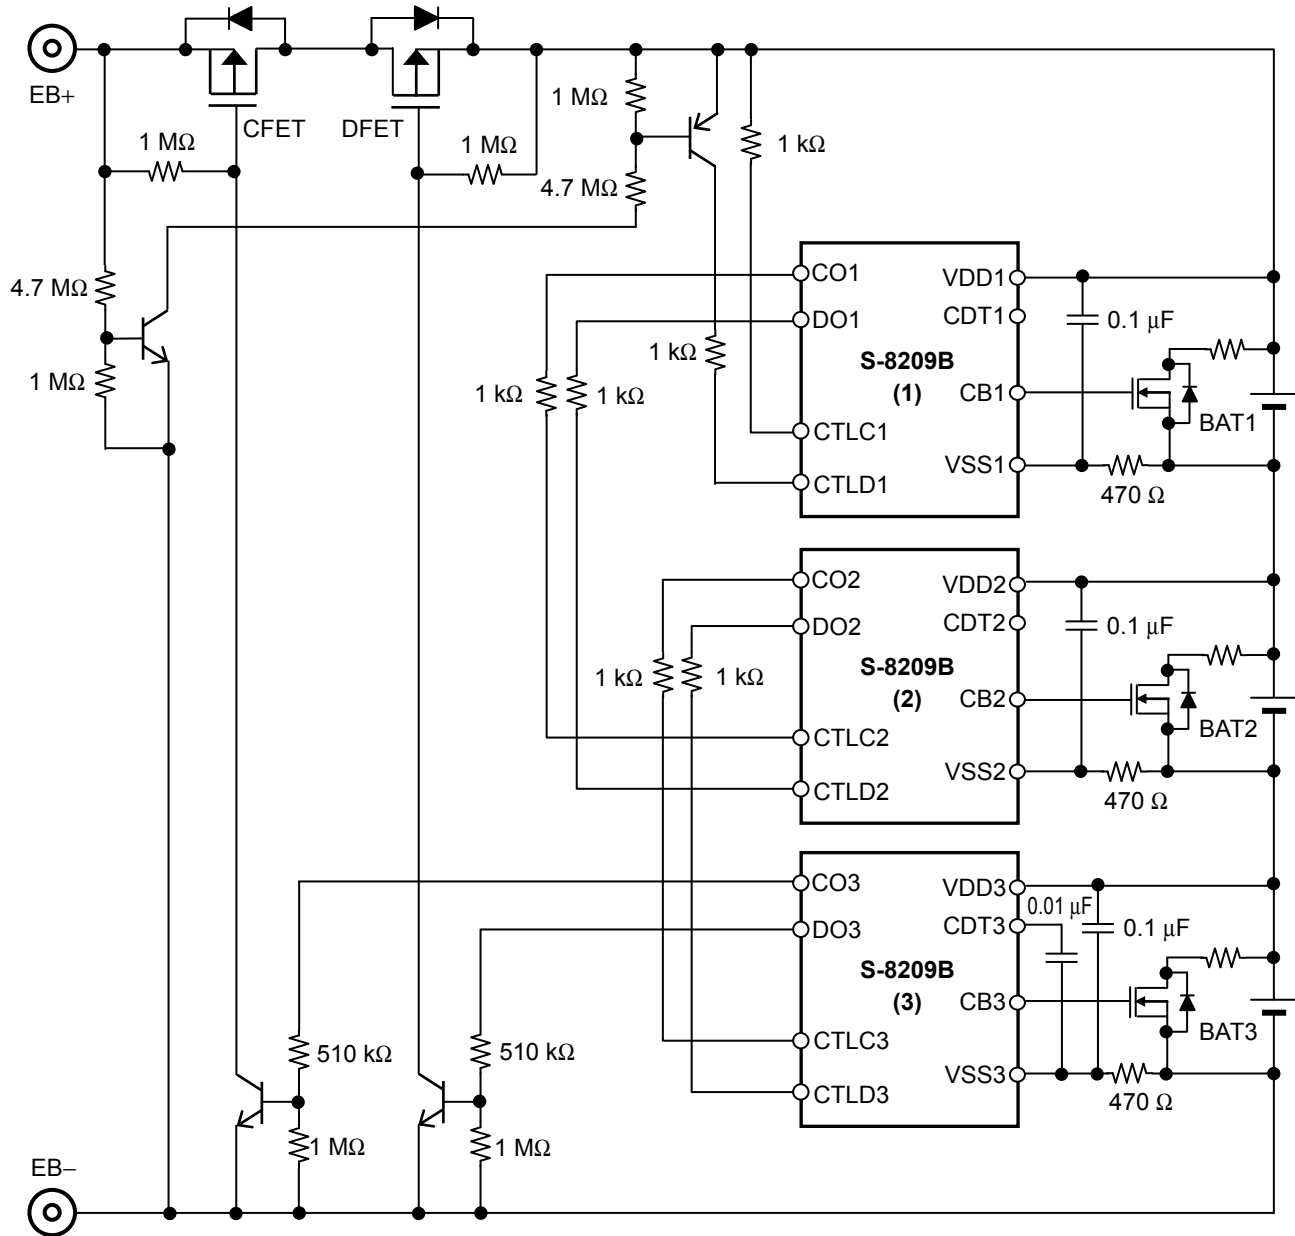 EB+
CFET
DFET
1 MΩ
1 MΩ
1 MΩ
1 kΩ
4.7 MΩ
4.7 MΩ
1 MΩ
1 kΩ
1 kΩ
1 kΩ
CO1
DO1
S-8209B
(1)
CTLC1
CTLD1
VDD1
CDT1
CB1
VSS1
0.1 µF
BAT1
470 Ω
1 kΩ
1 kΩ
CO2
DO2
S-8209B
(2)
CTLC2
CTLD2
VDD2
CDT2
CB2
VSS2
0.1 µF
BAT2
470 Ω
CO3
DO3
S-8209B
(3)
CTLC3
CTLD3
VDD3
CDT3
CB3
VSS3
0.01 µF
0.1 µF
BAT3
470 Ω
510 kΩ
510 kΩ
1 MΩ
1 MΩ
EB−